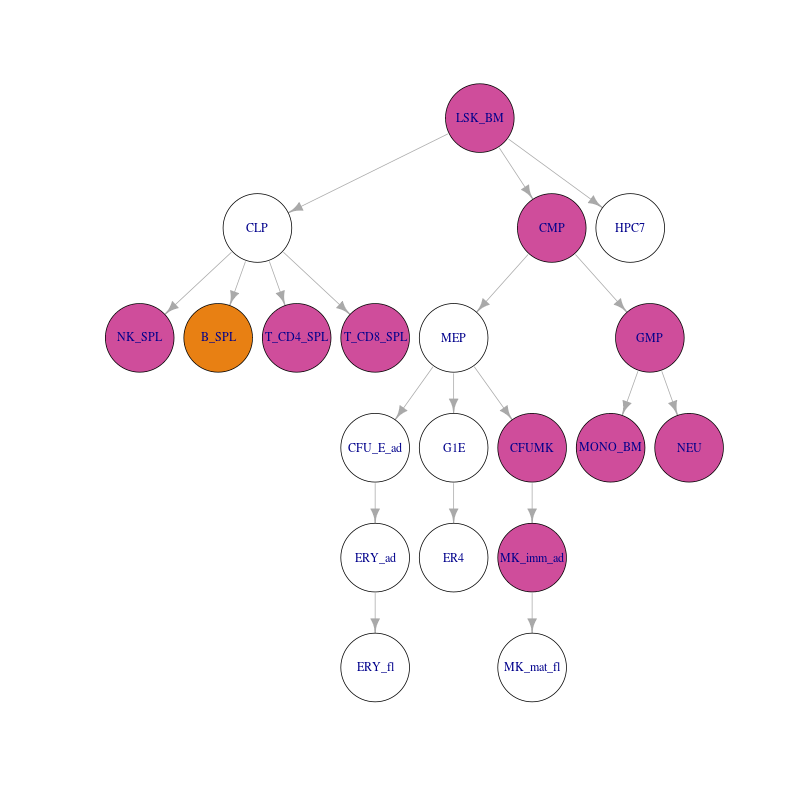 LSK_BM
CLP
CMP
HPC7
NK_SPL
B_SPL
T_CD4_SPL
T_CD8_SPL
MEP
GMP
CFU_E_ad
G1E
CFUMK
MONO_BM
NEU
ERY_ad
ER4
MK_imm_ad
ERY_fl
MK_mat_fl